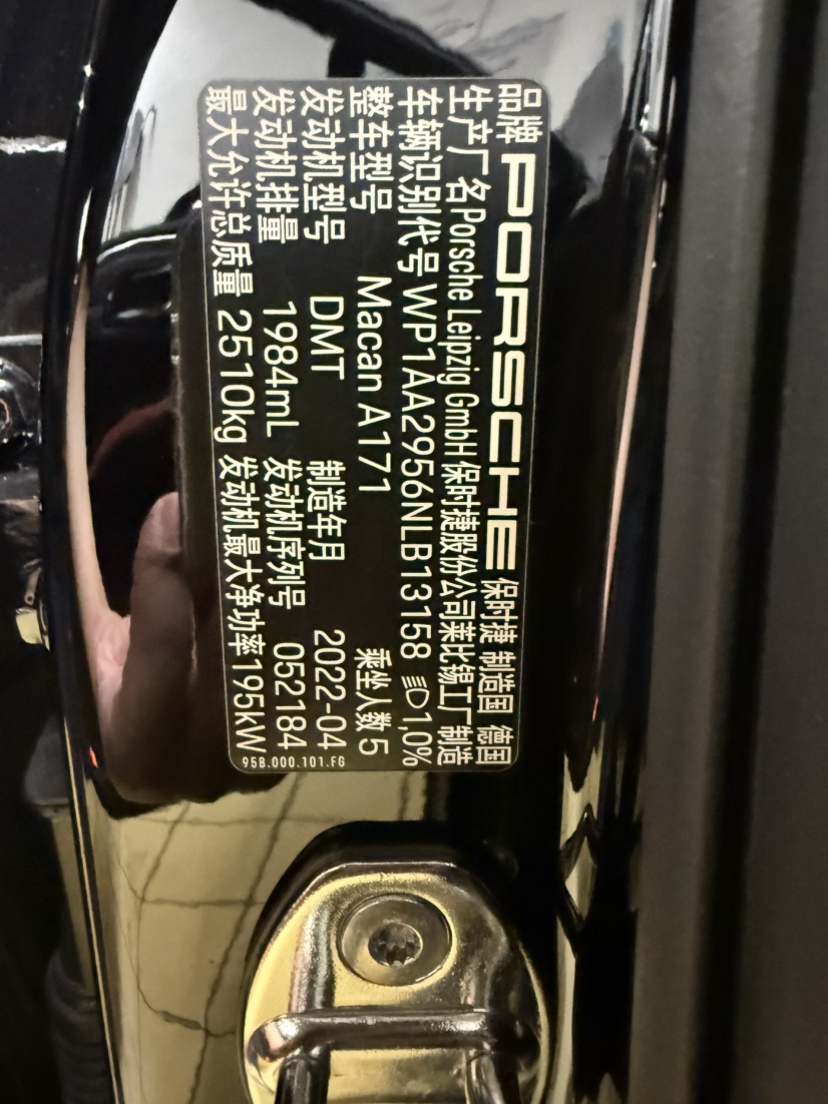 品牌 PORSCHE 保时捷 制造国 德国
生产厂名Porsche Leipzig GmbH保时捷股份公司莱比锡工厂制造
车辆识别代号 WP1AA2956NLB13158 1,0%
整车型号 Macan A171 乘坐人数 5
发动机型号 DMT 制造年月 2022-04
发动机排量 1984mL 发动机序列号 052184
最大允许总质量 2510kg 发动机最大净功率195kW
95B.000.101.FG